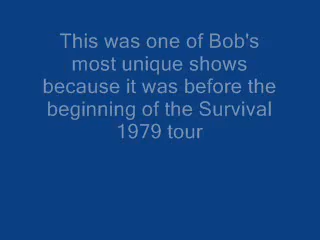 This was one of Bob's
most unique shows
because it was before the
beginning of the Survival
1979 tour